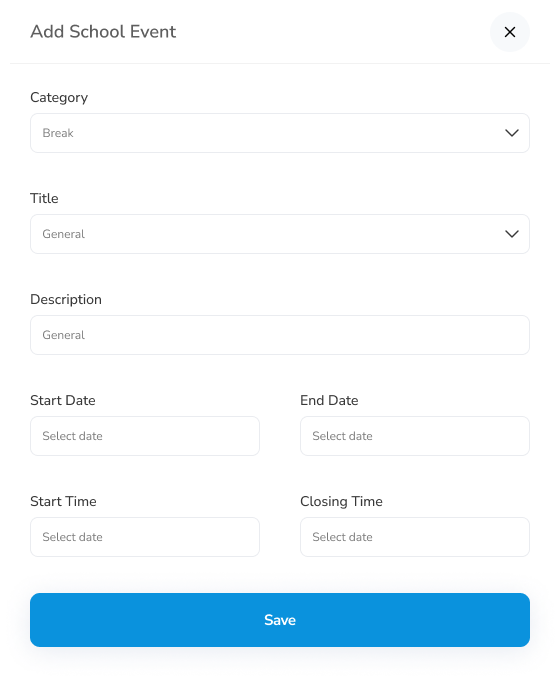 Add School Event
Category
Break
Title
General
Description
General
Start Date
End Date
Select date
Select date
Start Time
Closing Time
Select date
Select date
Save